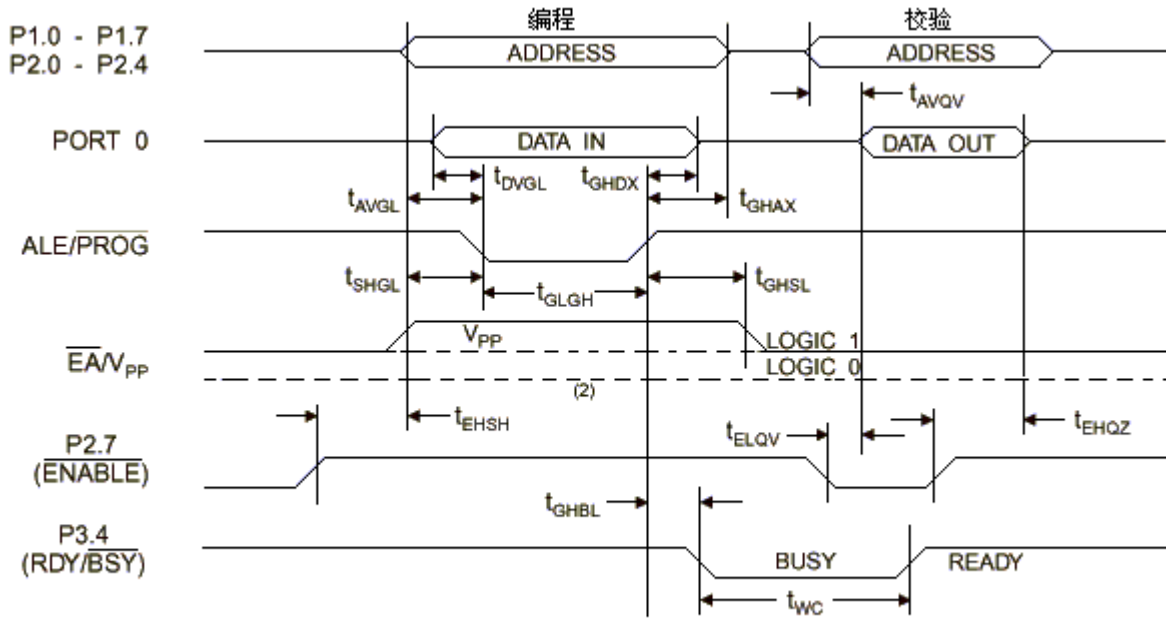 编程 校验
P1.0 - P1.7
P2.0 - P2.4
ADDRESS ADDRESS
tAVQV
PORT 0 DATA IN DATA OUT
tDVGL tGHDX
tAVGL tGHAX
ALE/PROG
tSHGL tGLGH tGHSL
EA/VPP VPP LOGIC 1
LOGIC 0
(2)
tEHSH tELQV tEHQZ
P2.7
(ENABLE)
tGHBL
P3.4
(RDY/BSY) BUSY READY
tWC